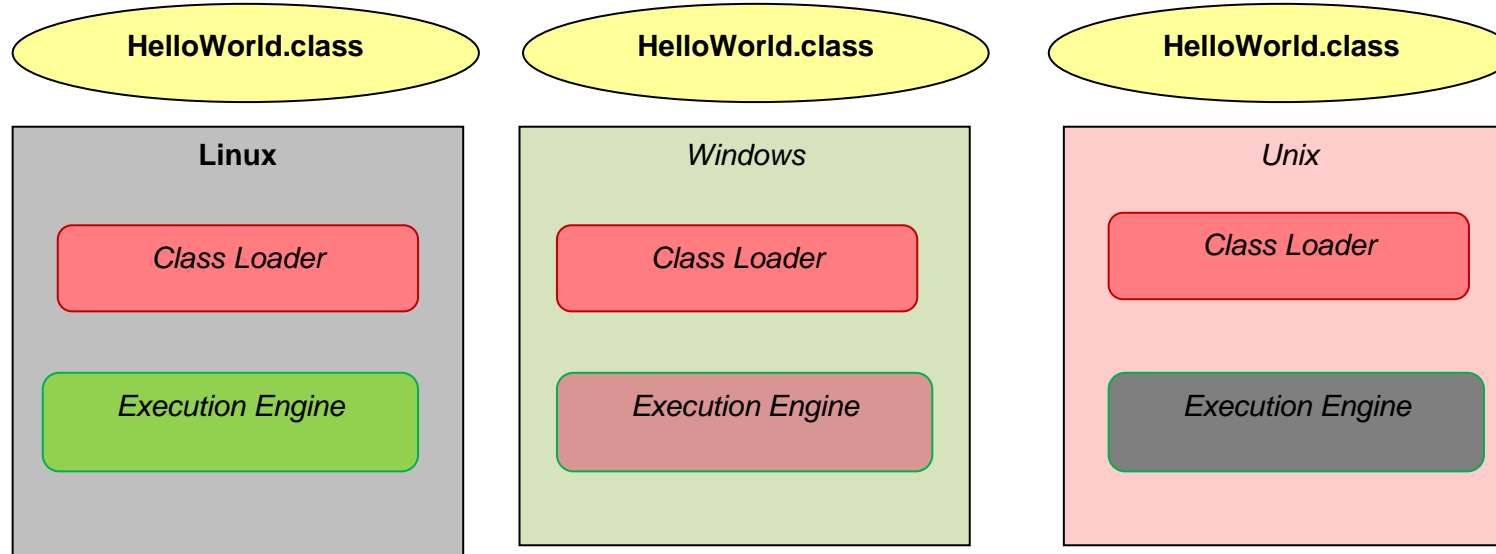 HelloWorld.class
HelloWorld.class
HelloWorld.class
Linux
Windows
Unix
Class Loader
Class Loader
Class Loader
Execution Engine
Execution Engine
Execution Engine